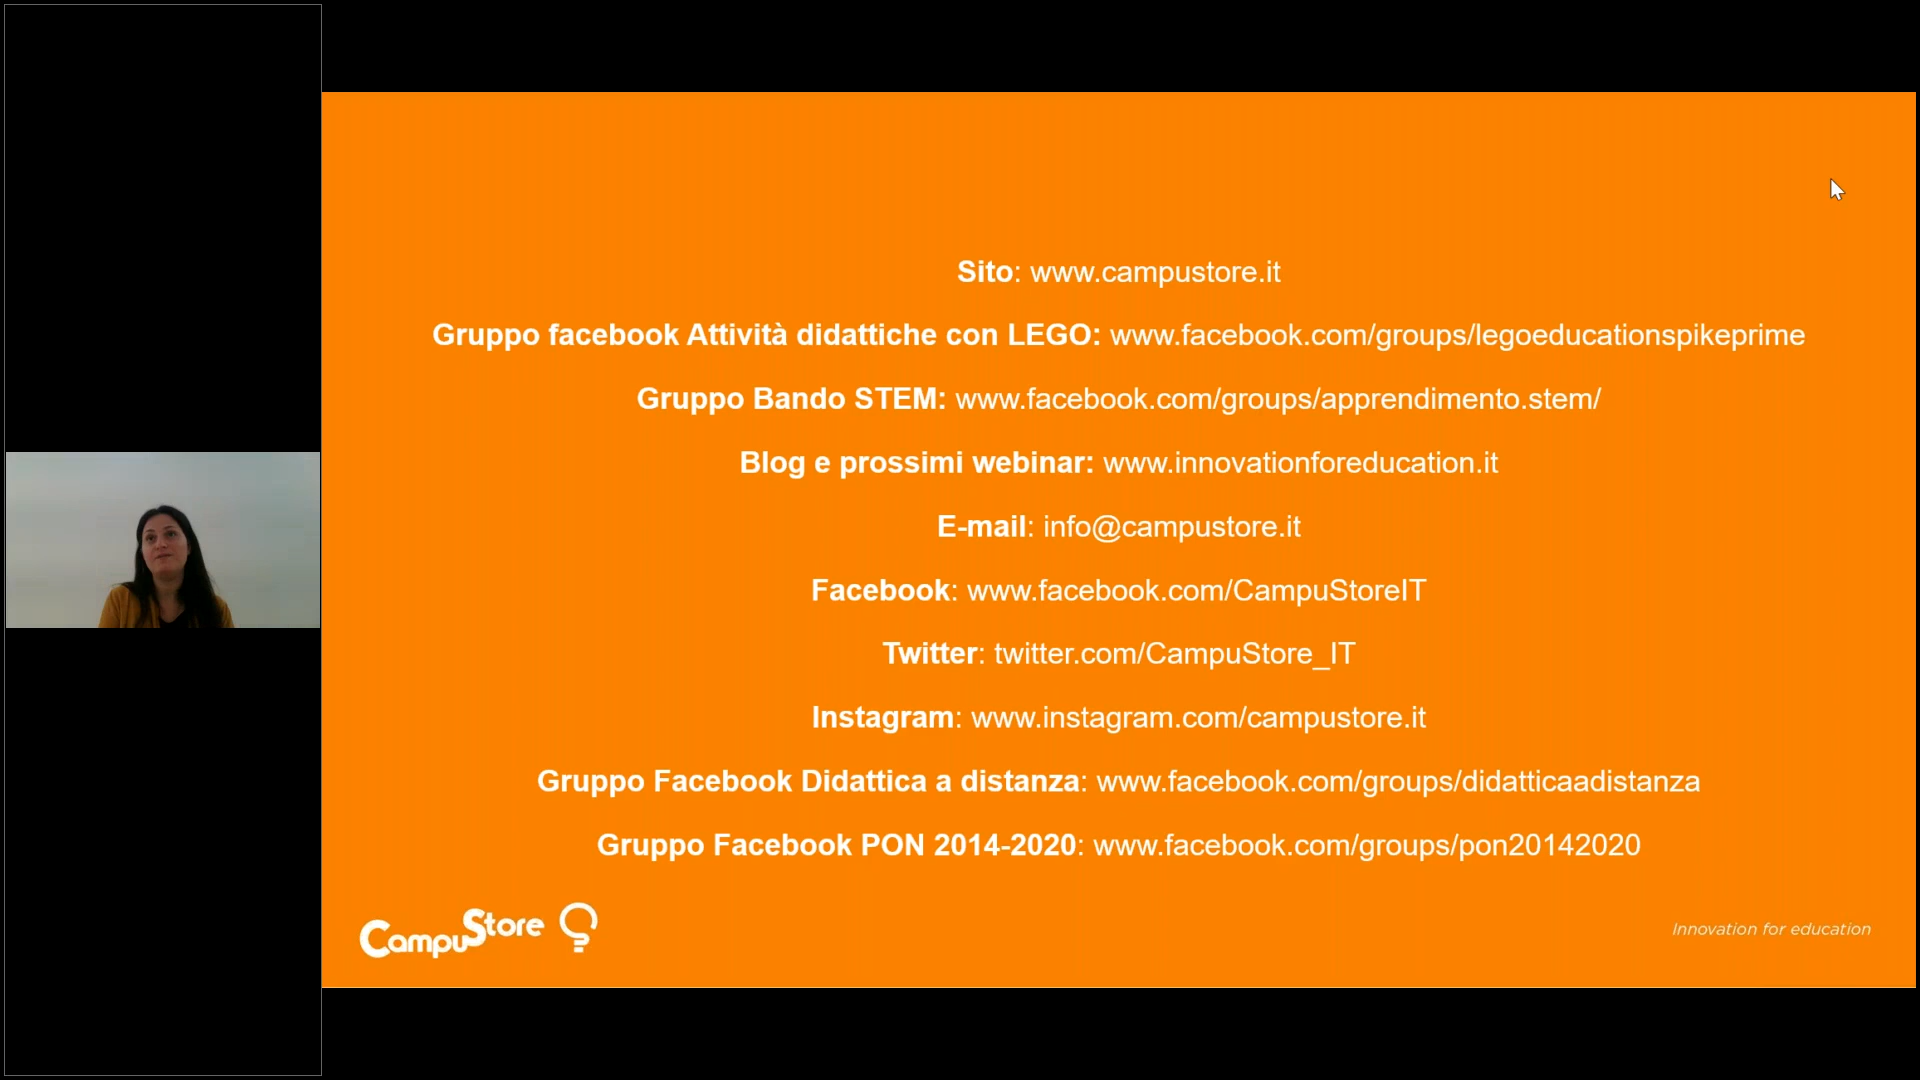 Sito: www.campustore.it
Gruppo facebook Attività didattiche con LEGO: www.facebook.com/groups/legoeducationspikeprime
Gruppo Bando STEM: www.facebook.com/groups/apprendimento.stem/
Blog e prossimi webinar: www.innovationforeducation.it
E-mail: info@campustore.it
Facebook: www.facebook.com/CampuStoreIT
Twitter: twitter.com/CampuStore_IT
Instagram: www.instagram.com/campustore.it
Gruppo Facebook Didattica a distanza: www.facebook.com/groups/didatticaadistanza
Gruppo Facebook PON 2014-2020: www.facebook.com/groups/pon20142020
CampuStore
Innovation for education